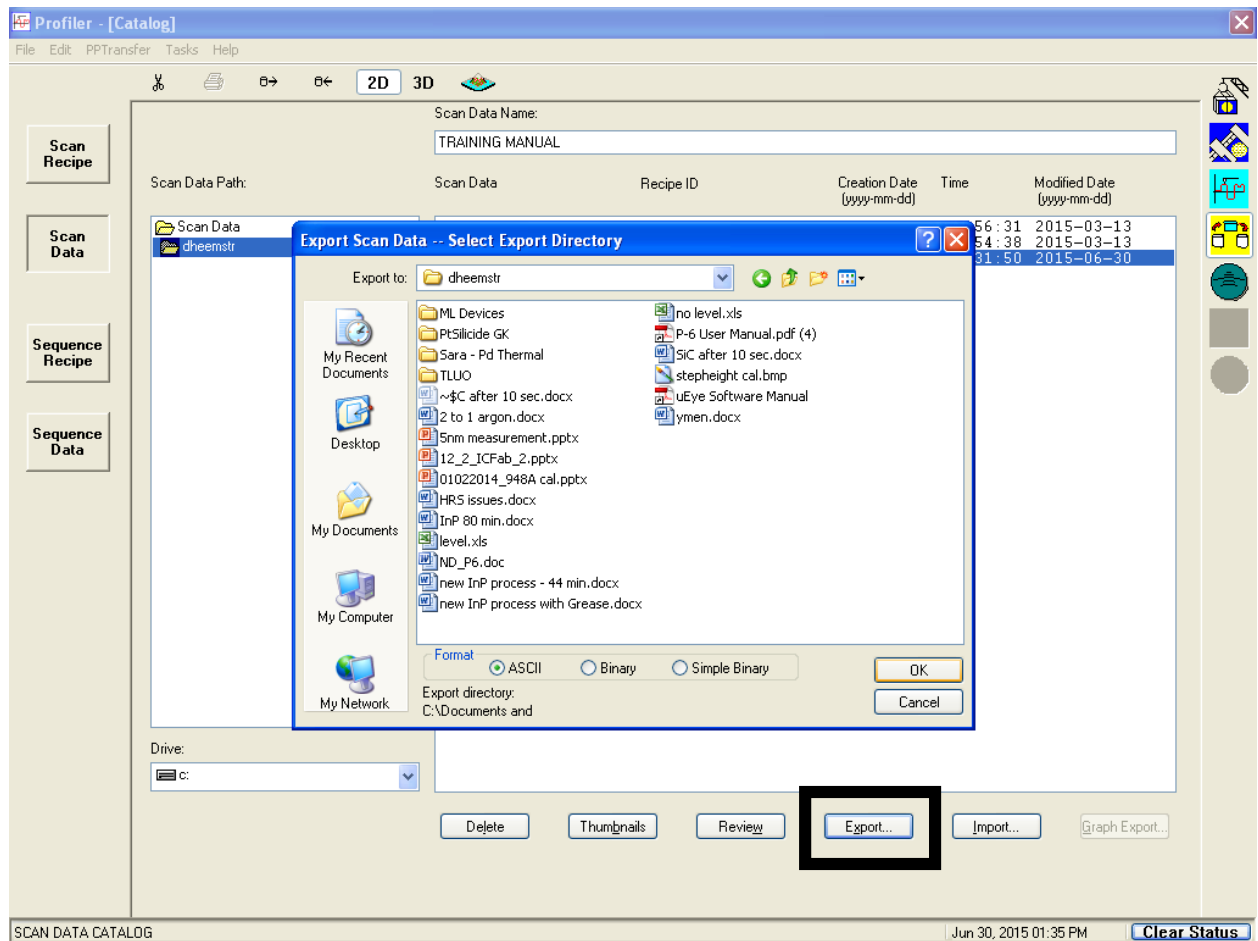 Profiler - [Catalog]
File Edit PPTransfer Tasks Help
2D 3D
Scan Data Name:
TRAINING MANUAL
Scan Recipe
Scan Data
Sequence Recipe
Sequence Data
Scan Data Path:
Scan Data Recipe ID Creation Date (yyyy-mm-dd) Time Modified Date (yyyy-mm-dd)
Scan Data
dheemstr
56:31 2015-03-13
54:38 2015-03-13
31:50 2015-06-30
Export Scan Data -- Select Export Directory
Export to: dheemstr
My Recent Documents
Desktop
My Documents
My Computer
My Network
ML Devices
PtSilicide GK
Sara - Pd Thermal
TLUO
~$C after 10 sec.docx
2 to 1 argon.docx
5nm measurement.pptx
12_2_ICFab_2.pptx
01022014_948A cal.pptx
HRS issues.docx
InP 80 min.docx
level.xls
ND_P6.doc
new InP process - 44 min.docx
new InP process with Grease.docx
no level.xls
P-6 User Manual.pdf (4)
SiC after 10 sec.docx
stepheight cal.bmp
uEye Software Manual
ymen.docx
Format
ASCII Binary Simple Binary
OK
Export directory:
C:\Documents and
Cancel
Drive:
c:
Delete Thumbnails Review Export... Import... Graph Export...
SCAN DATA CATALOG Jun 30, 2015 01:35 PM Clear Status